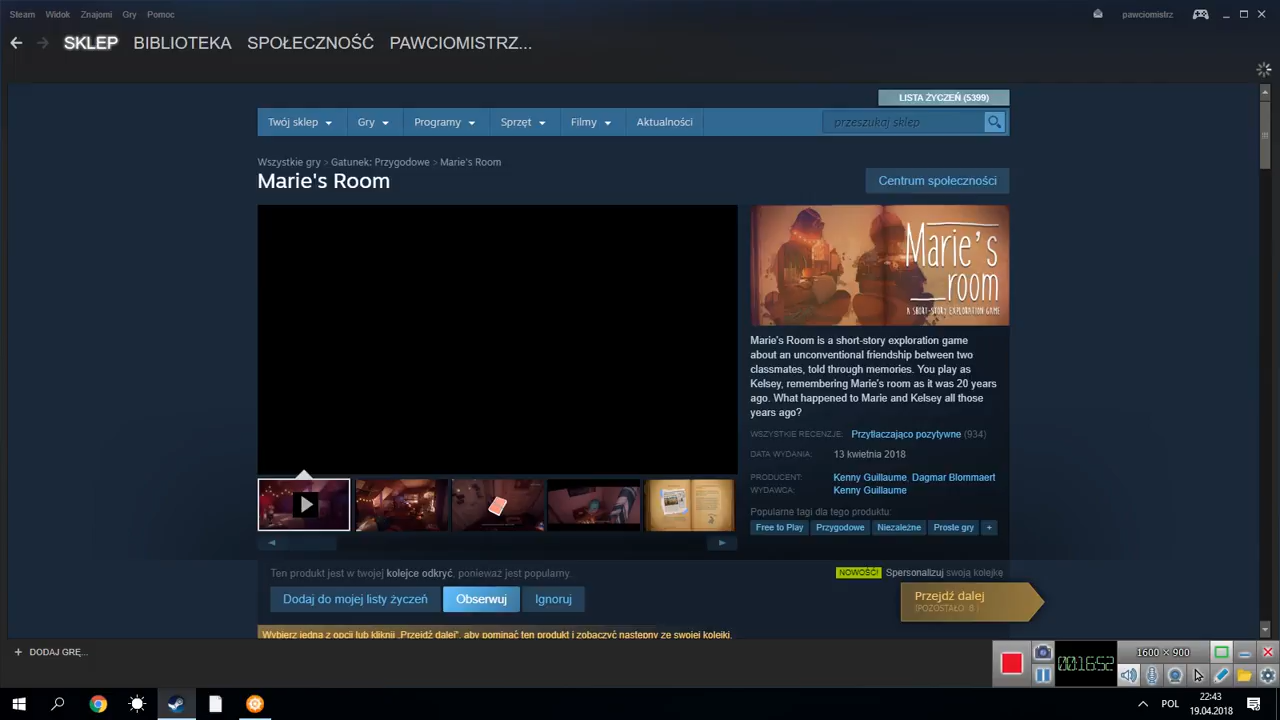 Steam Widok Znajomi Gry Pomoc pawciomistrz
SKLEP BIBLIOTEKA SPOŁECZNOŚĆ PAWCIOMISTRZ...
LISTA ŻYCZEŃ (5399)
Twój sklep Gry Programy Sprzęt Filmy Aktualności przeszukaj sklep
Wszystkie gry > Gatunek: Przygodowe > Marie's Room
Marie's Room
Centrum społeczności
Marie's
room
A SHORT-STORY EXPLORATION GAME
Marie's Room is a short-story exploration game
about an unconventional friendship between two
classmates, told through memories. You play as
Kelsey, remembering Marie's room as it was 20 years
ago. What happened to Marie and Kelsey all those
years ago?
WSZYSTKIE RECENZJE: Przytłaczająco pozytywne (934)
DATA WYDANIA: 13 kwietnia 2018
PRODUCENT: Kenny Guillaume, Dagmar Blommaert
WYDAWCA: Kenny Guillaume
Popularne tagi dla tego produktu:
Free to Play Przygodowe Niezależne Proste gry +
Ten produkt jest w twojej kolejce odkryć, ponieważ jest popularny.
NOWOŚĆ! Spersonalizuj swoją kolejkę
Dodaj do mojej listy życzeń Obserwuj Ignoruj
Przejdź dalej
(POZOSTAŁO: 8 )
Wybierz jedną z opcji lub kliknij „Przejdź dalej", aby pominąć ten produkt i zobaczyć następny ze swojej kolejki.
+ DODAJ GRĘ...
1600 × 900
00:16:52
POL
22:43
19.04.2018